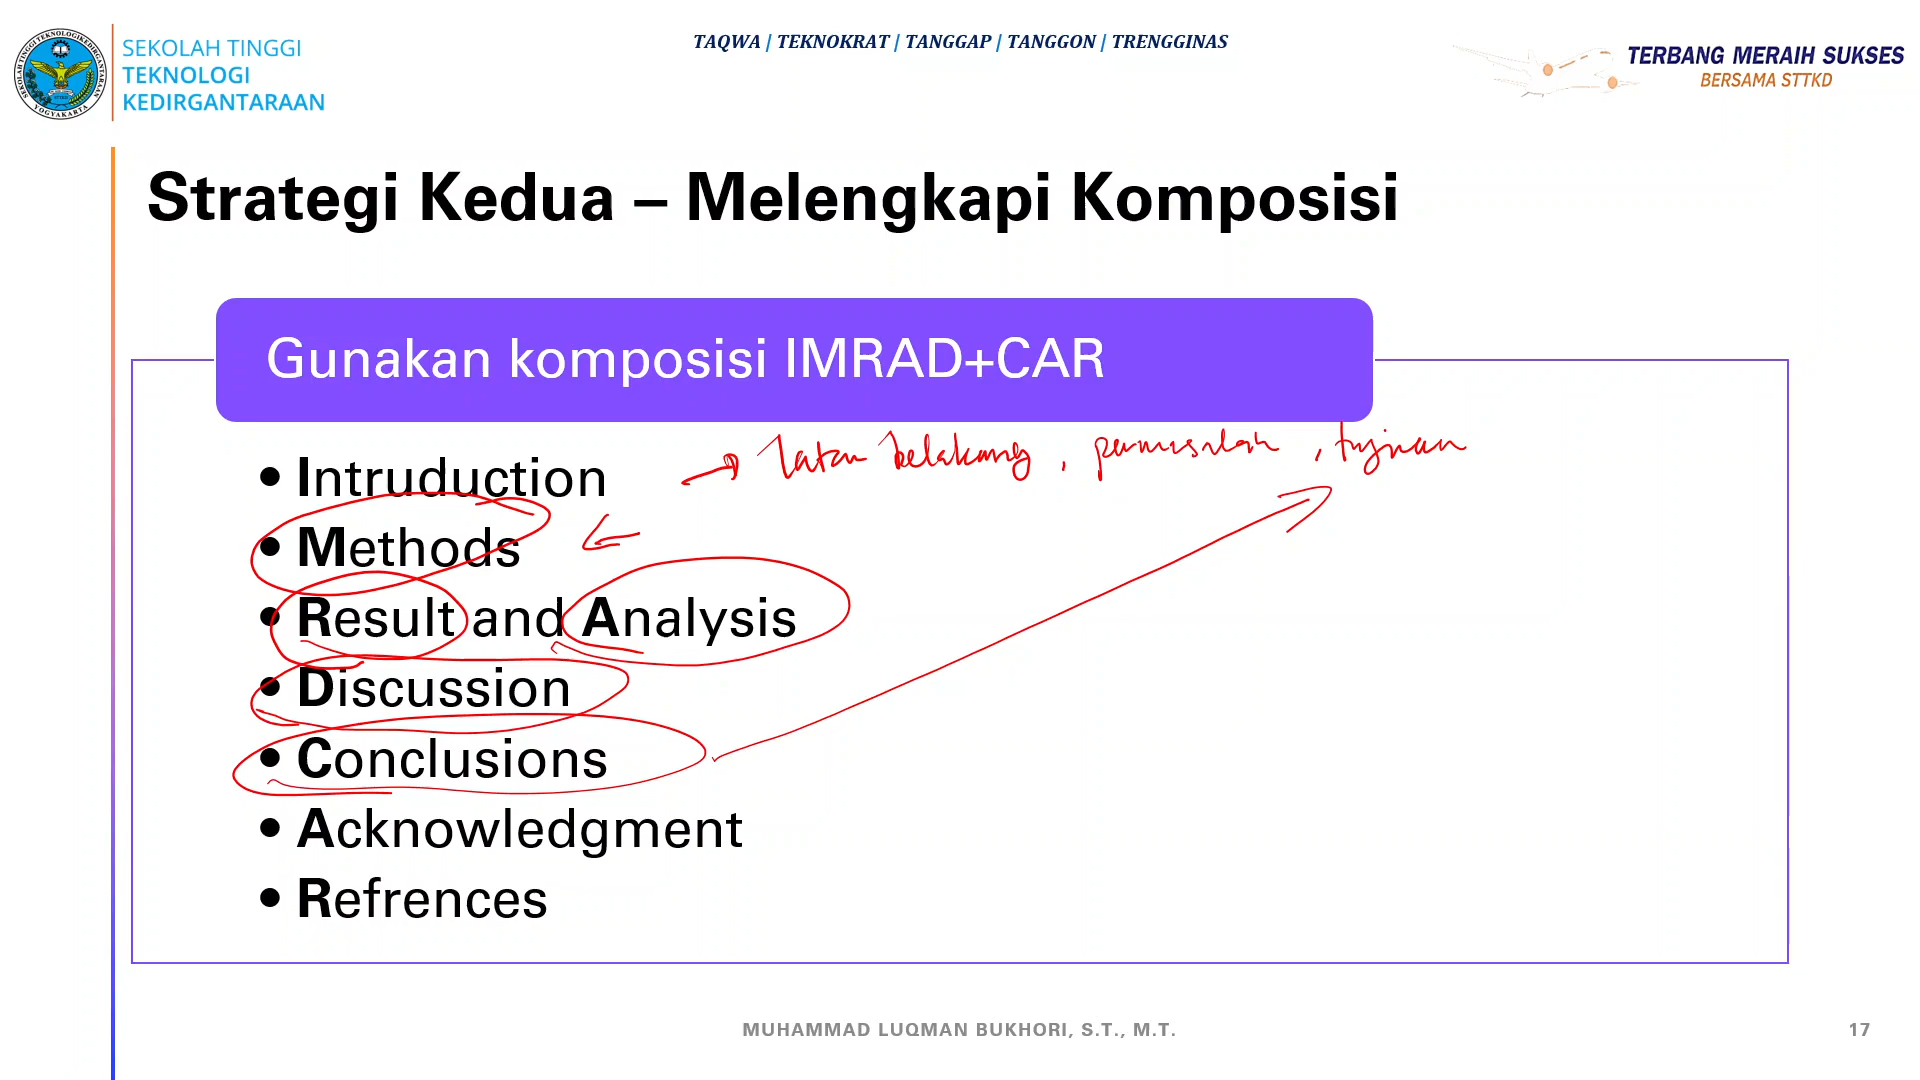 SEKOLAH TINGGI
TEKNOLOGI
KEDIRGANTARAAN
TAQWA | TEKNOKRAT | TANGGAP | TANGGON | TRENGGINAS
TERBANG MERAIH SUKSES
BERSAMA STTKD
Strategi Kedua – Melengkapi Komposisi
Gunakan komposisi IMRAD+CAR
latar belakang, permasalah, tujuan
• Intruduction
• Methods
• Result and Analysis
• Discussion
• Conclusions
• Acknowledgment
• Refrences
MUHAMMAD LUQMAN BUKHORI, S.T., M.T.
17